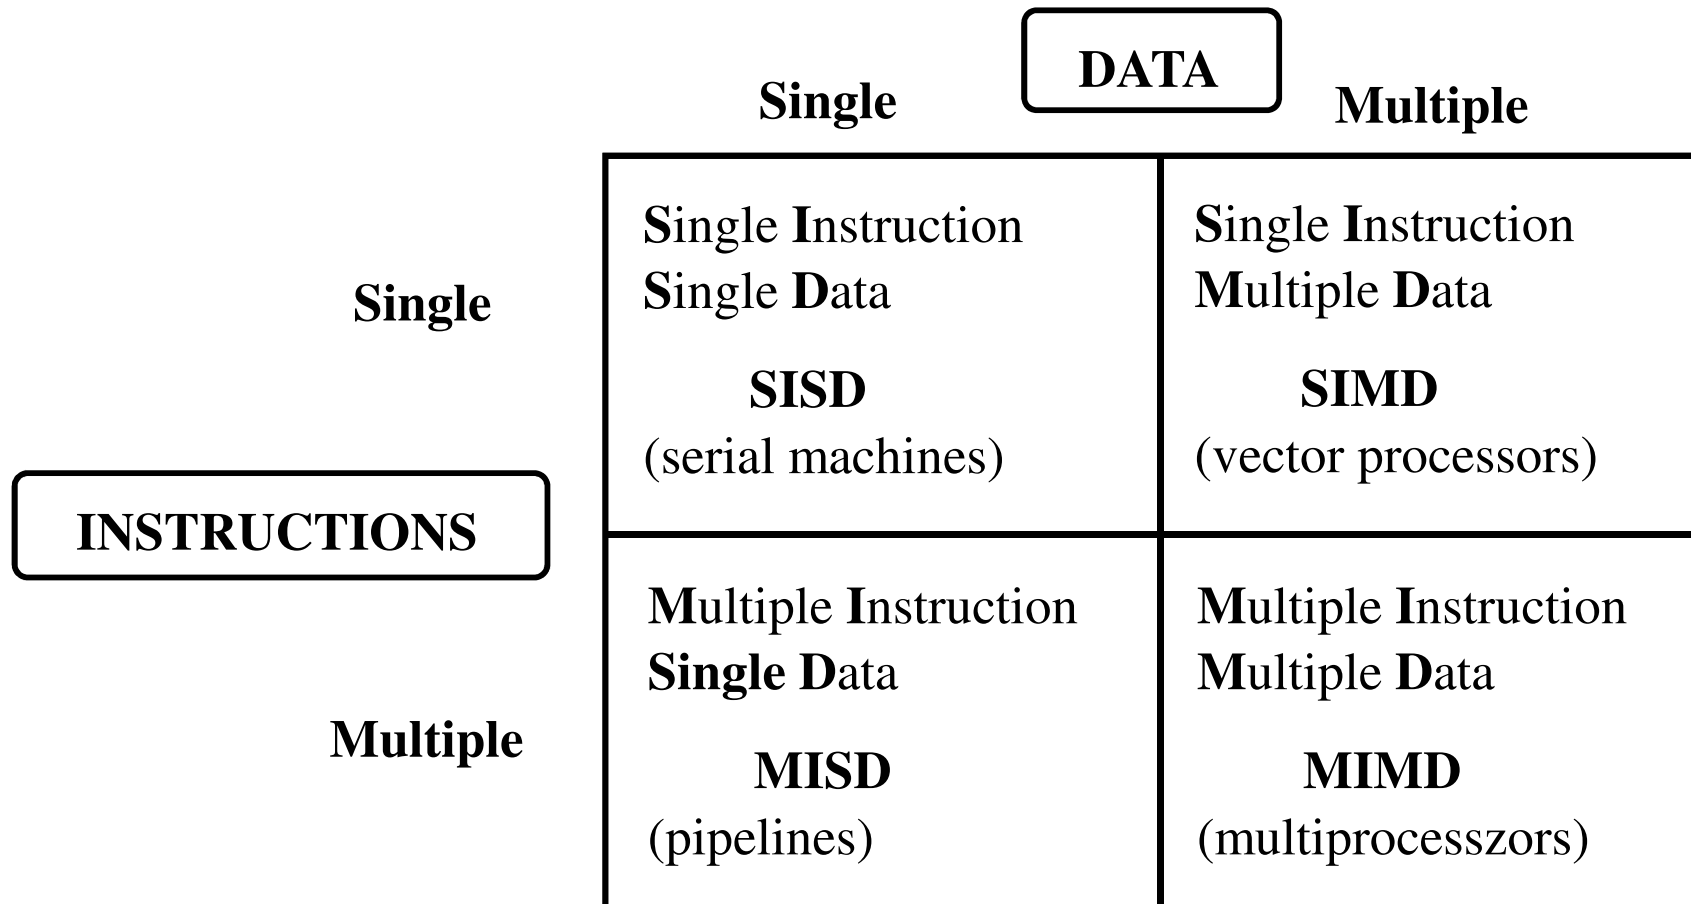 DATA
Single
Multiple
Single
Single Instruction
Single Data
SISD
(serial machines)
Single Instruction
Multiple Data
SIMD
(vector processors)
INSTRUCTIONS
Multiple
Multiple Instruction
Single Data
MISD
(pipelines)
Multiple Instruction
Multiple Data
MIMD
(multiprocesszors)